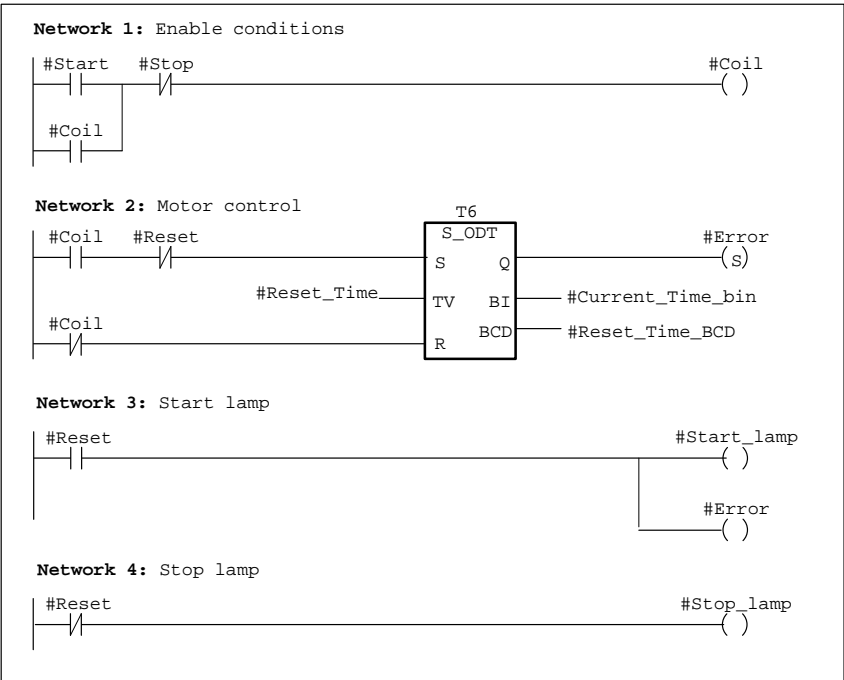 Network 1: Enable conditions
#Start #Stop #Coil
#Coil
Network 2: Motor control
T6
#Coil #Reset S_ODT #Error
S Q (S)
#Reset_Time TV BI #Current_Time_bin
#Coil BCD #Reset_Time_BCD
R
Network 3: Start lamp
#Reset #Start_lamp
#Error
Network 4: Stop lamp
#Reset #Stop_lamp